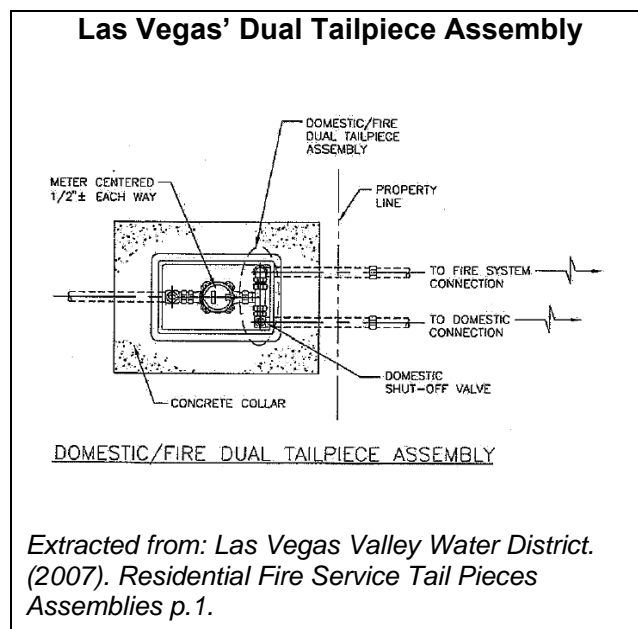 Las Vegas’ Dual Tailpiece Assembly
DOMESTIC/FIRE
DUAL TAILPIECE
ASSEMBLY
METER CENTERED
1/2"± EACH WAY
PROPERTY
LINE
TO FIRE SYSTEM
CONNECTION
TO DOMESTIC
CONNECTION
DOMESTIC
SHUT-OFF VALVE
CONCRETE COLLAR
DOMESTIC/FIRE DUAL TAILPIECE ASSEMBLY
Extracted from: Las Vegas Valley Water District.
(2007). Residential Fire Service Tail Pieces
Assemblies p.1.